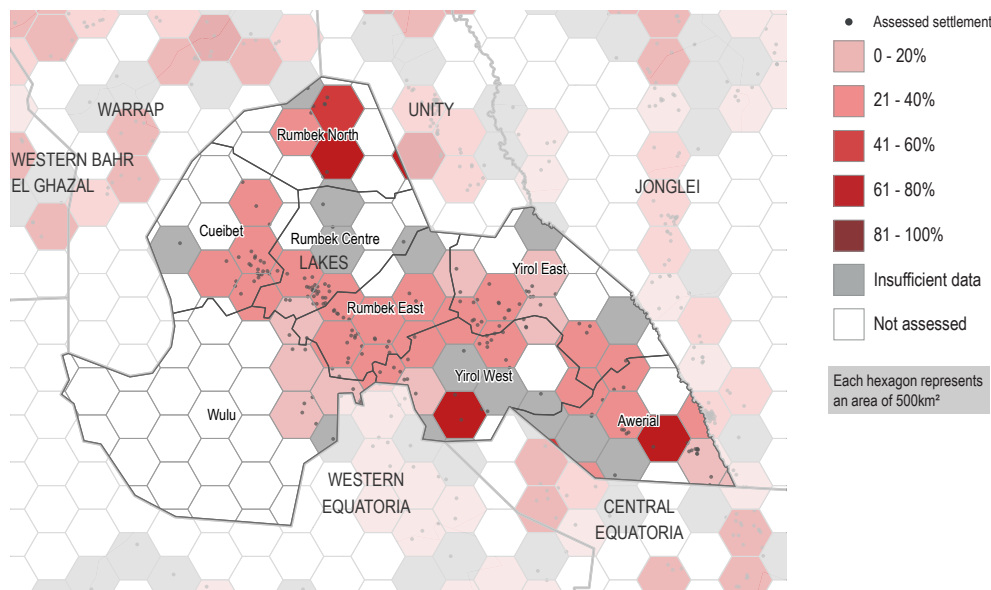 WARRAP
UNITY
Rumbek North
WESTERN BAHR
EL GHAZAL
JONGLEI
Cueibet
Rumbek Centre
LAKES
Yirol East
Rumbek East
Yirol West
Wulu
Awerial
WESTERN
EQUATORIA
CENTRAL
EQUATORIA
Assessed settlement
0 - 20%
21 - 40%
41 - 60%
61 - 80%
81 - 100%
Insufficient data
Not assessed
Each hexagon represents
an area of 500km²